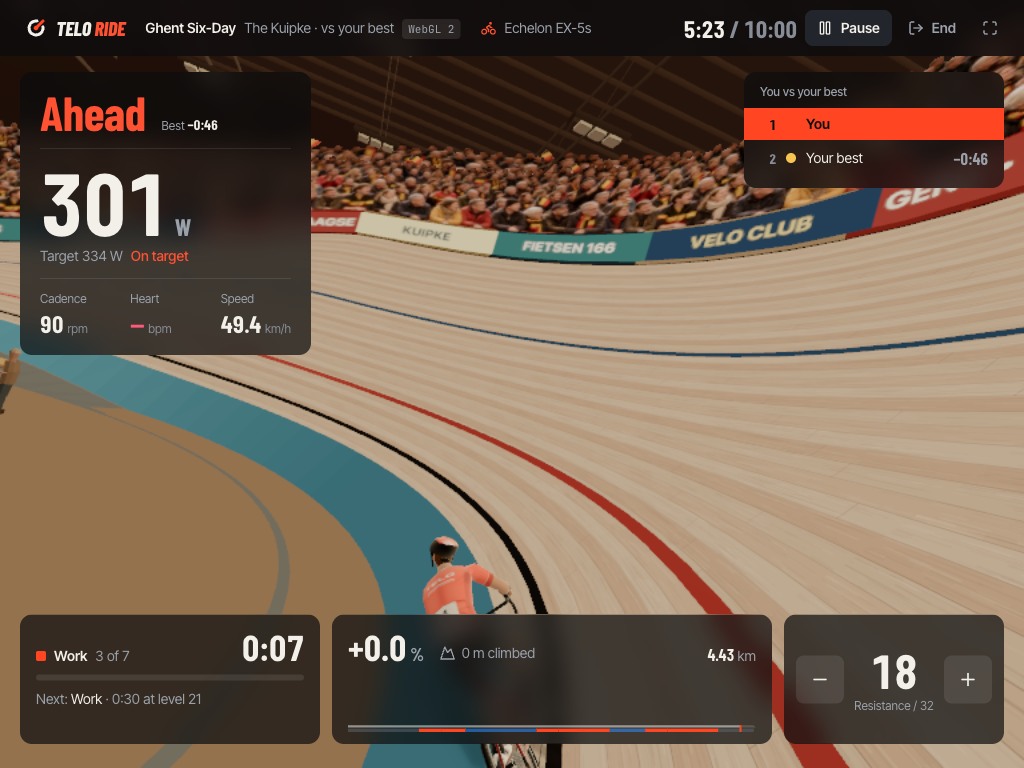 TELO RIDE
Ghent Six-Day The Kuipke · vs your best WebGL 2
Echelon EX-5s
5:23 / 10:00
Pause
End
Ahead
Best –0:46
301 W
Target 334 W On target
Cadence Heart Speed
90 rpm – bpm 49.4 km/h
You vs your best
1 You
2 Your best –0:46
KUIPKE
FIETSEN 166
VELO CLUB
Work 3 of 7
0:07
Next: Work · 0:30 at level 21
+0.0 %
0 m climbed
4.43 km
−
18
+
Resistance / 32